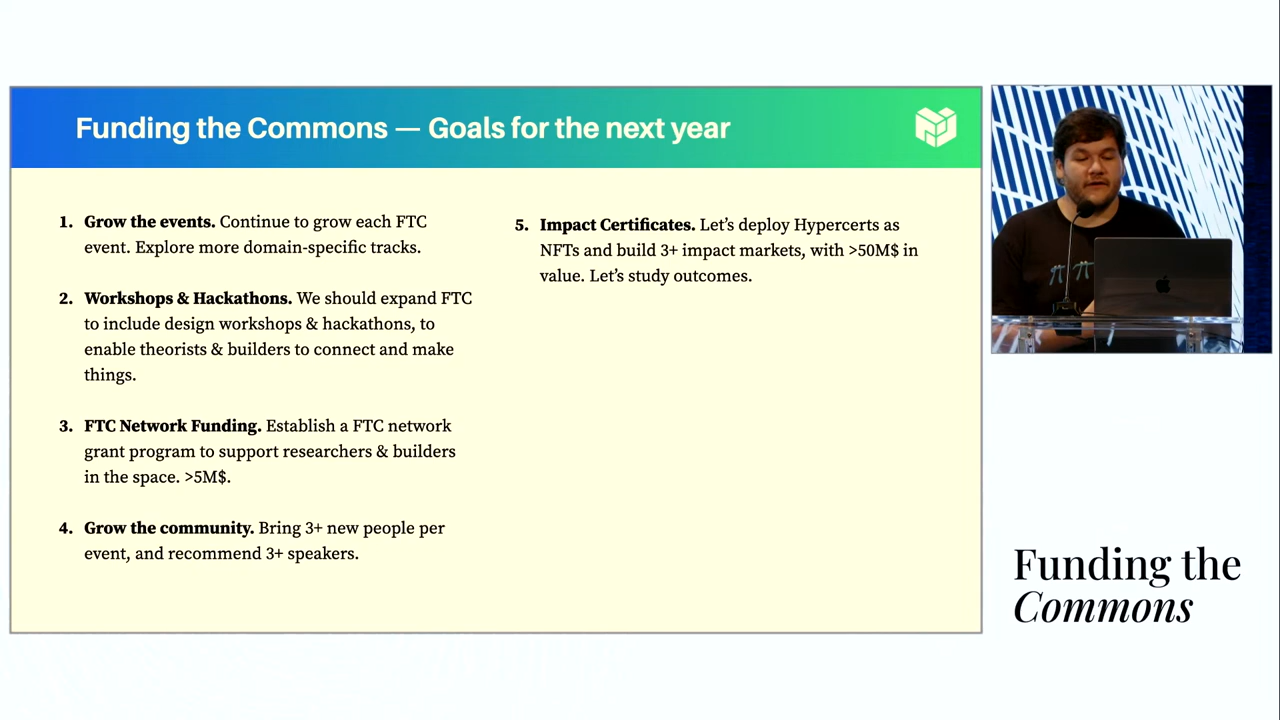 Funding the Commons — Goals for the next year
1. Grow the events. Continue to grow each FTC
event. Explore more domain-specific tracks.
2. Workshops & Hackathons. We should expand FTC
to include design workshops & hackathons, to
enable theorists & builders to connect and make
things.
3. FTC Network Funding. Establish a FTC network
grant program to support researchers & builders
in the space. >5M$.
4. Grow the community. Bring 3+ new people per
event, and recommend 3+ speakers.
5. Impact Certificates. Let’s deploy Hypercerts as
NFTs and build 3+ impact markets, with >50M$ in
value. Let’s study outcomes.
Funding the
Commons